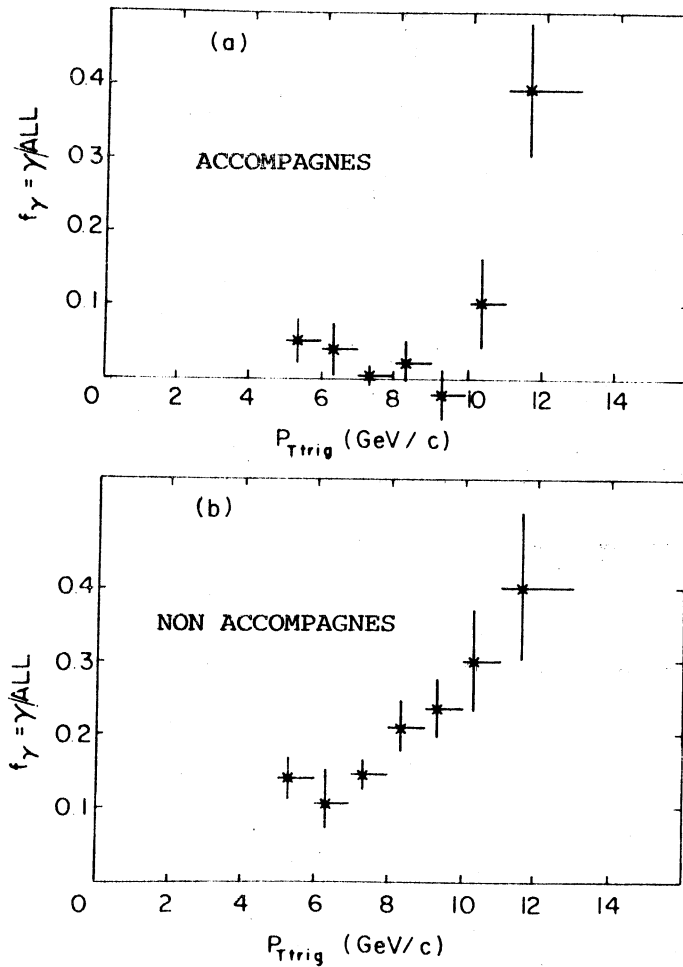 (a)
0.4
0.3
0.2
0.1
ACCOMPAGNES
f_γ = γ/ALL
0 2 4 6 8 10 12 14
P_Ttrig (GeV/c)
(b)
0.4
0.3
0.2
0.1
NON ACCOMPAGNES
f_γ = γ/ALL
0 2 4 6 8 10 12 14
P_Ttrig (GeV/c)